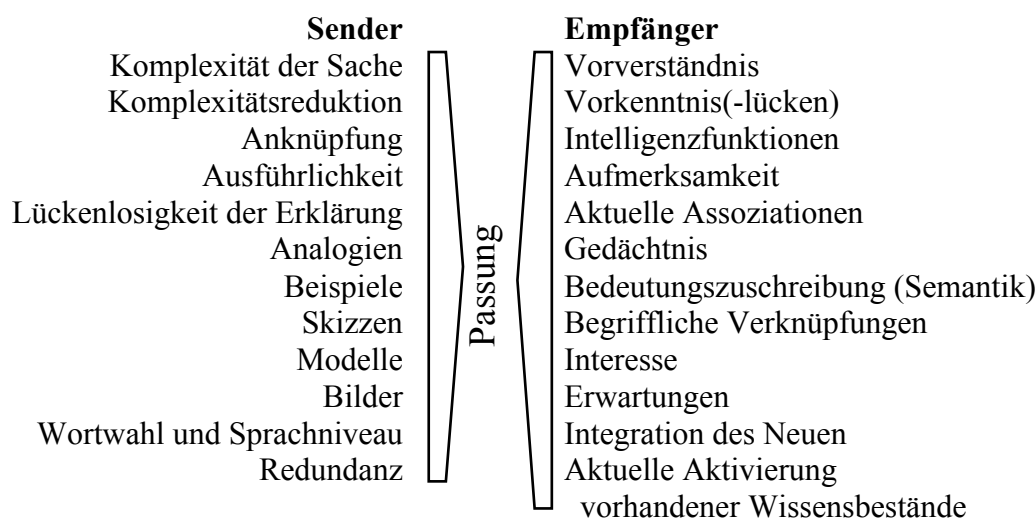 Sender
Komplexität der Sache
Komplexitätsreduktion
Anknüpfung
Ausführlichkeit
Lückenlosigkeit der Erklärung
Analogien
Beispiele
Skizzen
Modelle
Bilder
Wortwahl und Sprachniveau
Redundanz
Passung
Empfänger
Vorverständnis
Vorkenntnis(-lücken)
Intelligenzfunktionen
Aufmerksamkeit
Aktuelle Assoziationen
Gedächtnis
Bedeutungszuschreibung (Semantik)
Begriffliche Verknüpfungen
Interesse
Erwartungen
Integration des Neuen
Aktuelle Aktivierung
vorhandener Wissensbestände